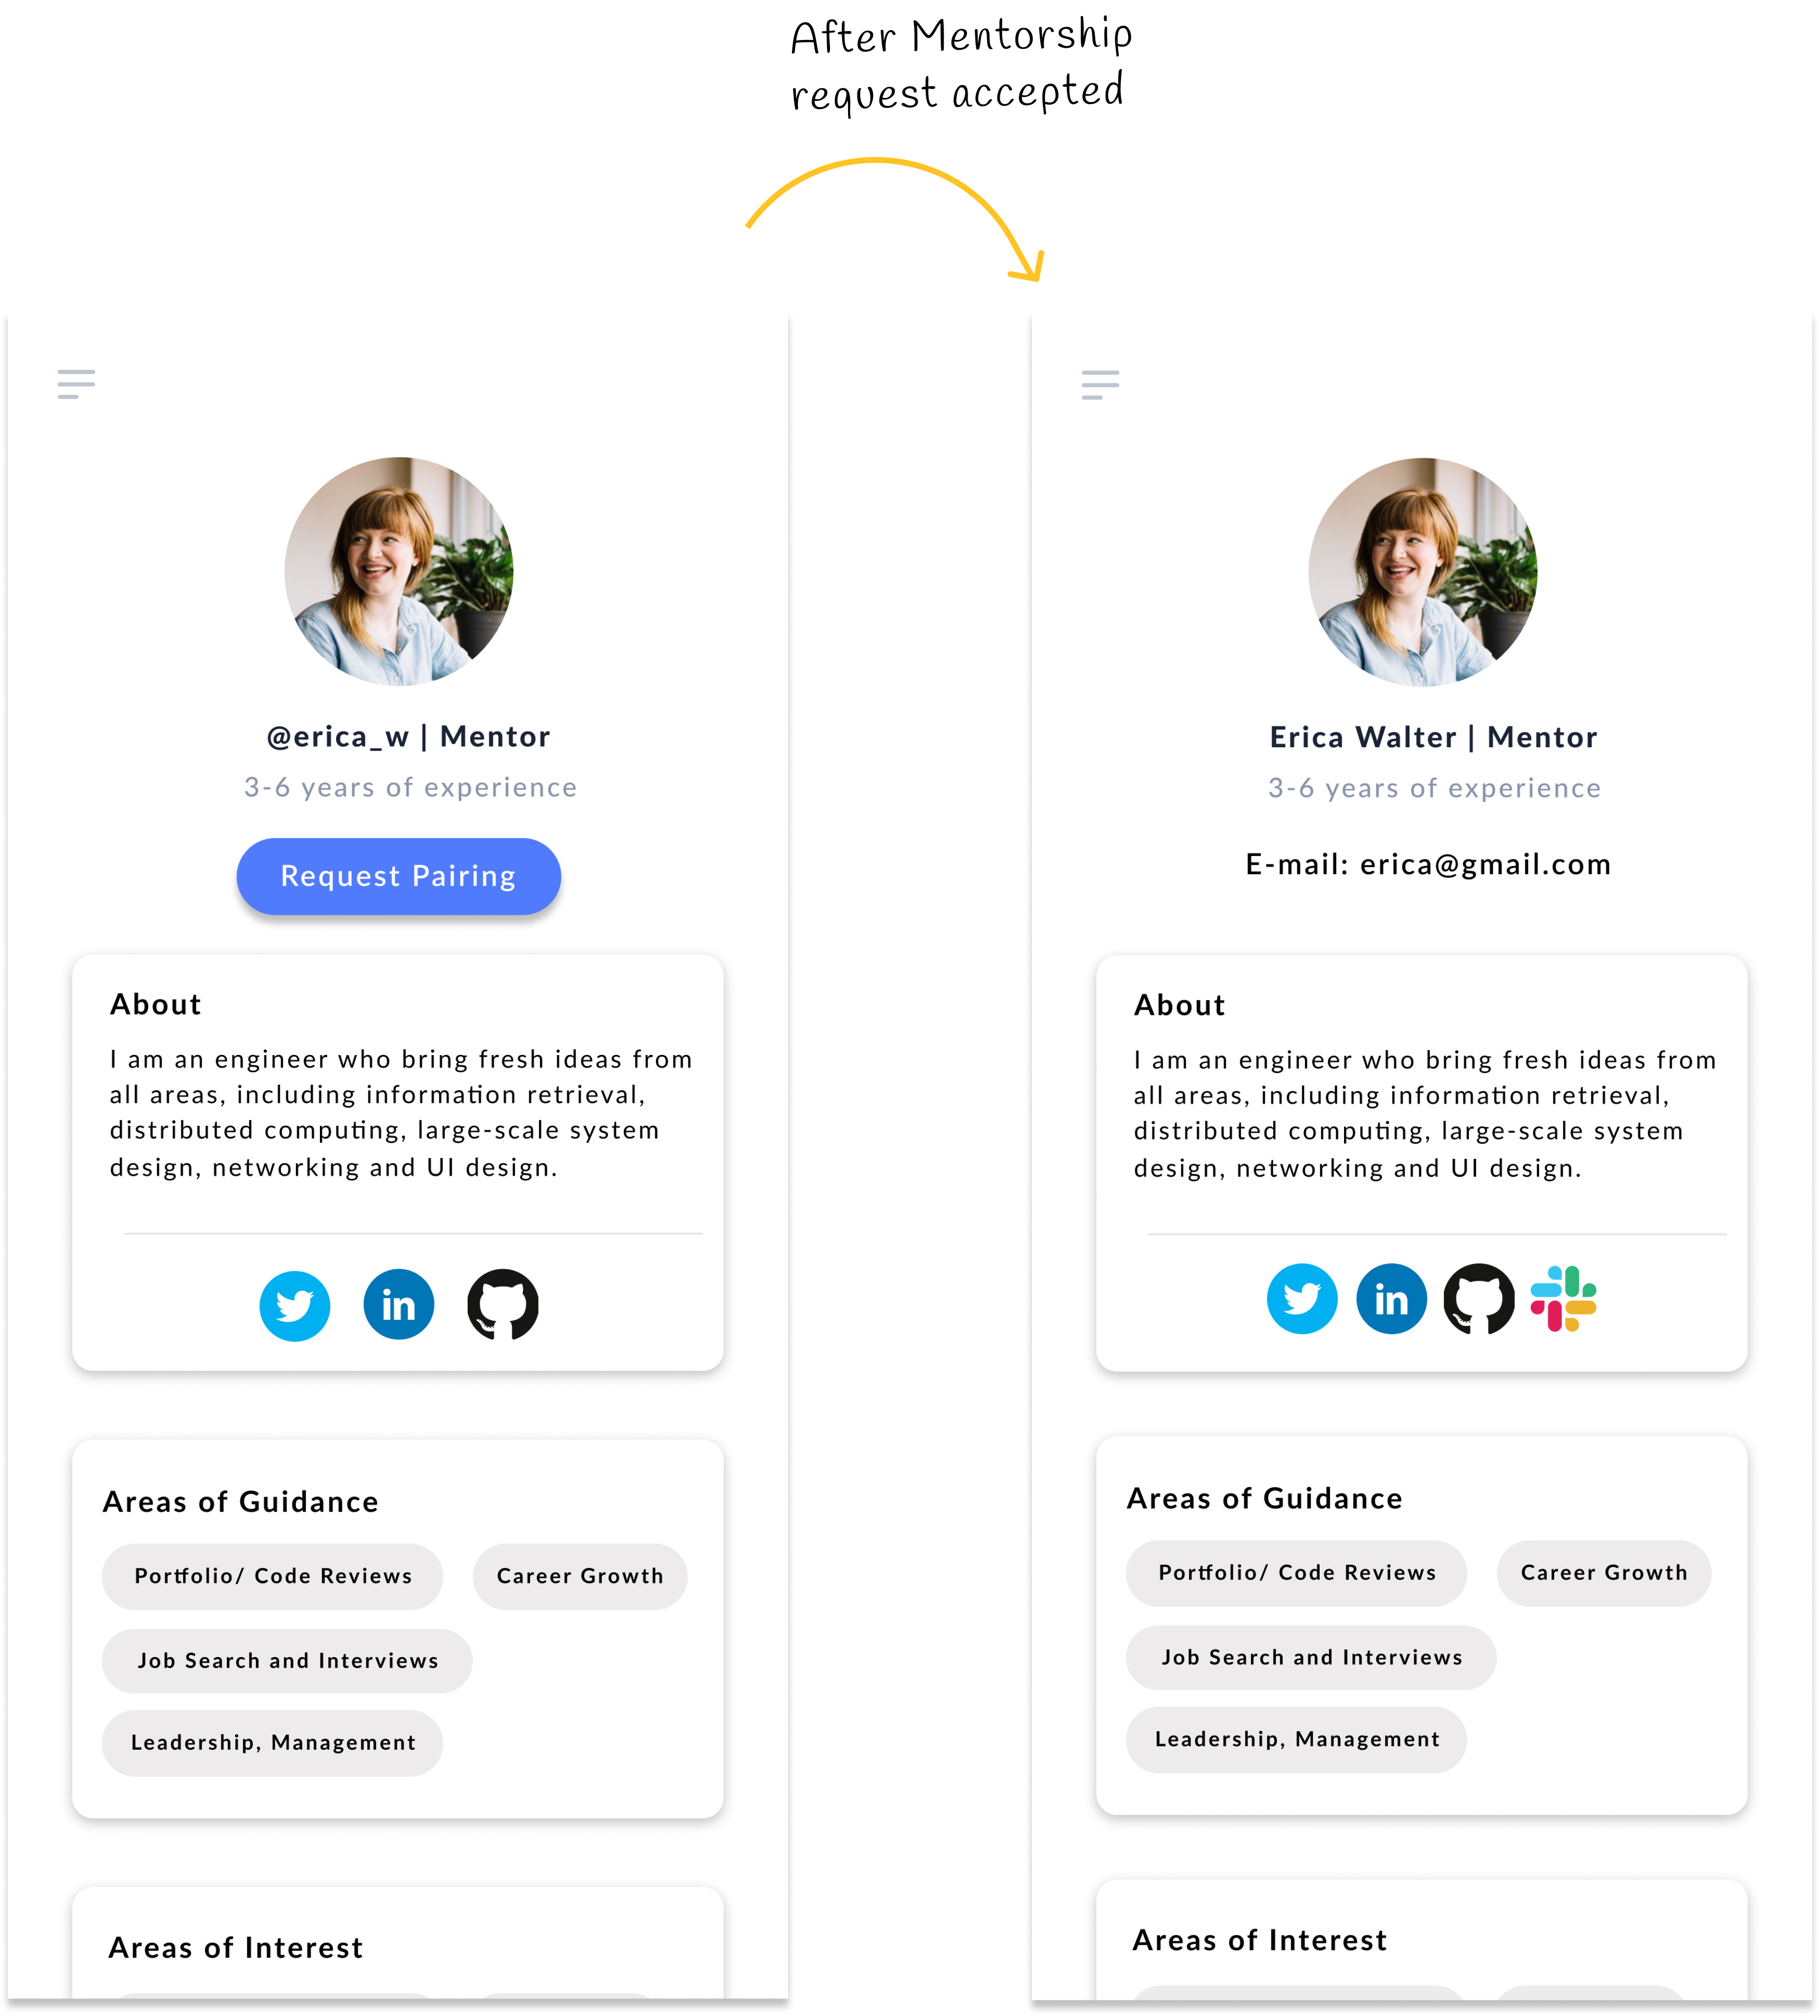 After Mentorship
request accepted
@erica_w | Mentor
3-6 years of experience
Request Pairing
About
I am an engineer who bring fresh ideas from
all areas, including information retrieval,
distributed computing, large-scale system
design, networking and UI design.
in
Areas of Guidance
Portfolio/ Code Reviews
Career Growth
Job Search and Interviews
Leadership, Management
Areas of Interest
Erica Walter | Mentor
3-6 years of experience
E-mail: erica@gmail.com
About
I am an engineer who bring fresh ideas from
all areas, including information retrieval,
distributed computing, large-scale system
design, networking and UI design.
in
Areas of Guidance
Portfolio/ Code Reviews
Career Growth
Job Search and Interviews
Leadership, Management
Areas of Interest